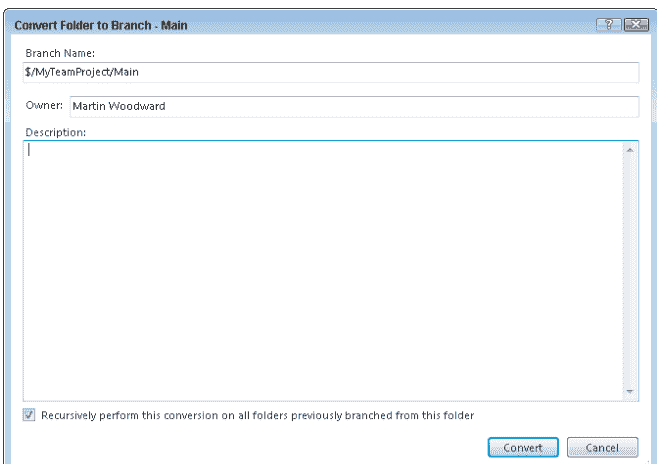 Convert Folder to Branch - Main
Branch Name:
$/MyTeamProject/Main
Owner: Martin Woodward
Description:
Recursively perform this conversion on all folders previously branched from this folder
Convert Cancel